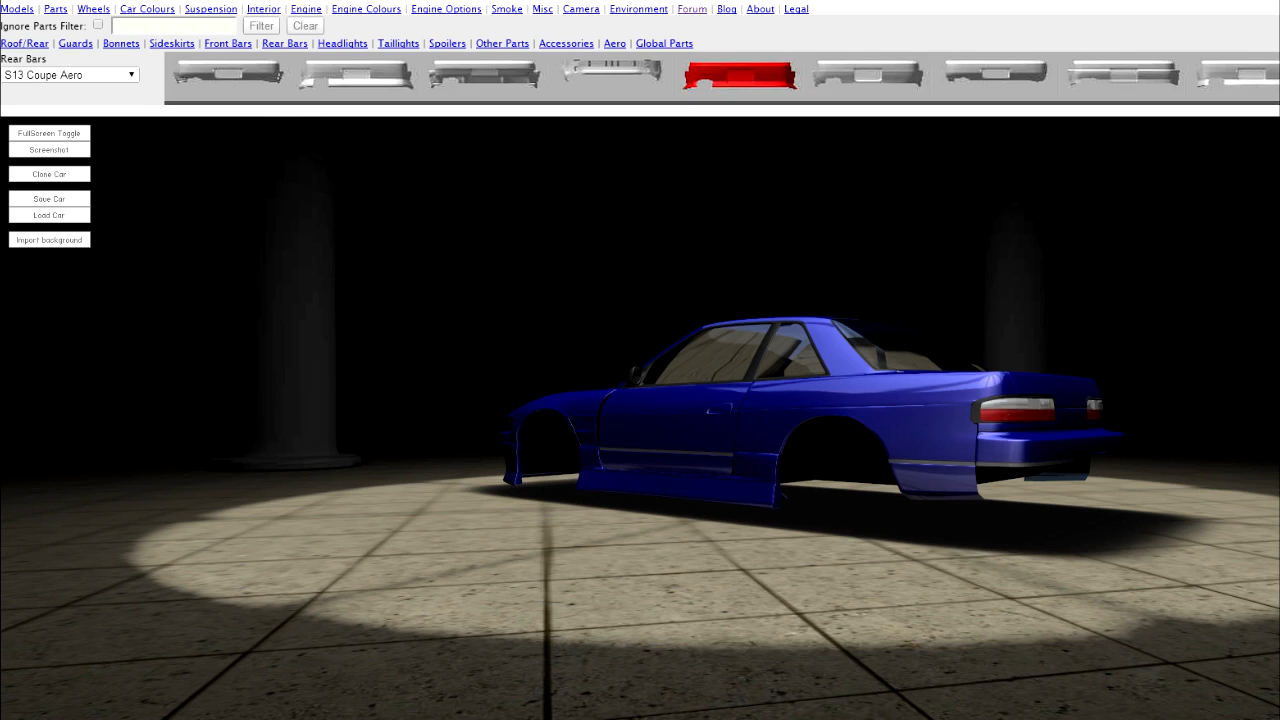 Models | Parts | Wheels | Car Colours | Suspension | Interior | Engine | Engine Colours | Engine Options | Smoke | Misc | Camera | Environment | Forum | Blog | About | Legal
Ignore Parts Filter: Filter Clear
Roof/Rear | Guards | Bonnets | Sideskirts | Front Bars | Rear Bars | Headlights | Taillights | Spoilers | Other Parts | Accessories | Aero | Global Parts
Rear Bars
S13 Coupe Aero
FullScreen Toggle
Screenshot
Clone Car
Save Car
Load Car
Import background